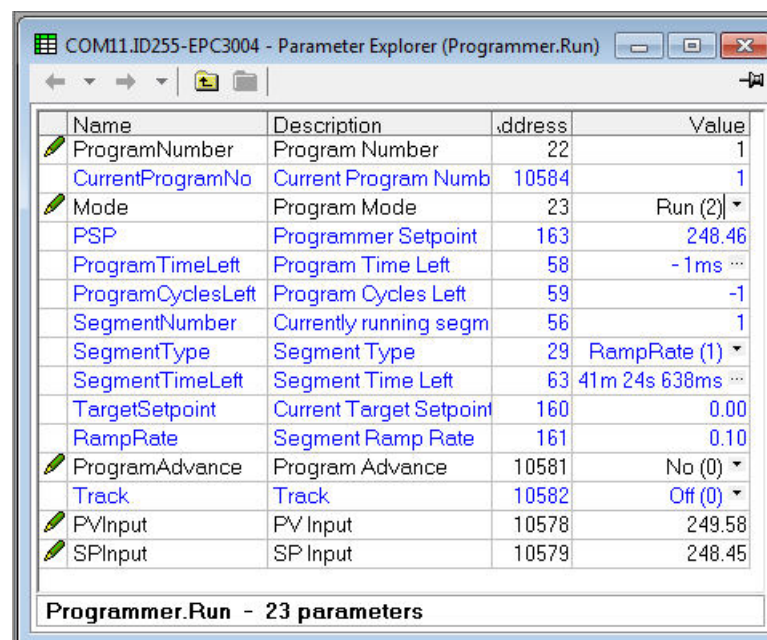 COM11.ID255-EPC3004 - Parameter Explorer (Programmer.Run)
Name Description ddress Value
ProgramNumber Program Number 22 1
CurrentProgramNo Current Program Numb 10584 1
Mode Program Mode 23 Run (2)
PSP Programmer Setpoint 163 248.46
ProgramTimeLeft Program Time Left 58 -1ms ...
ProgramCyclesLeft Program Cycles Left 59 -1
SegmentNumber Currently running segm 56 1
SegmentType Segment Type 29 RampRate (1)
SegmentTimeLeft Segment Time Left 63 41m 24s 638ms ...
TargetSetpoint Current Target Setpoint 160 0.00
RampRate Segment Ramp Rate 161 0.10
ProgramAdvance Program Advance 10581 No (0)
Track Track 10582 Off (0)
PVInput PV Input 10578 249.58
SPInput SP Input 10579 248.45
Programmer.Run - 23 parameters